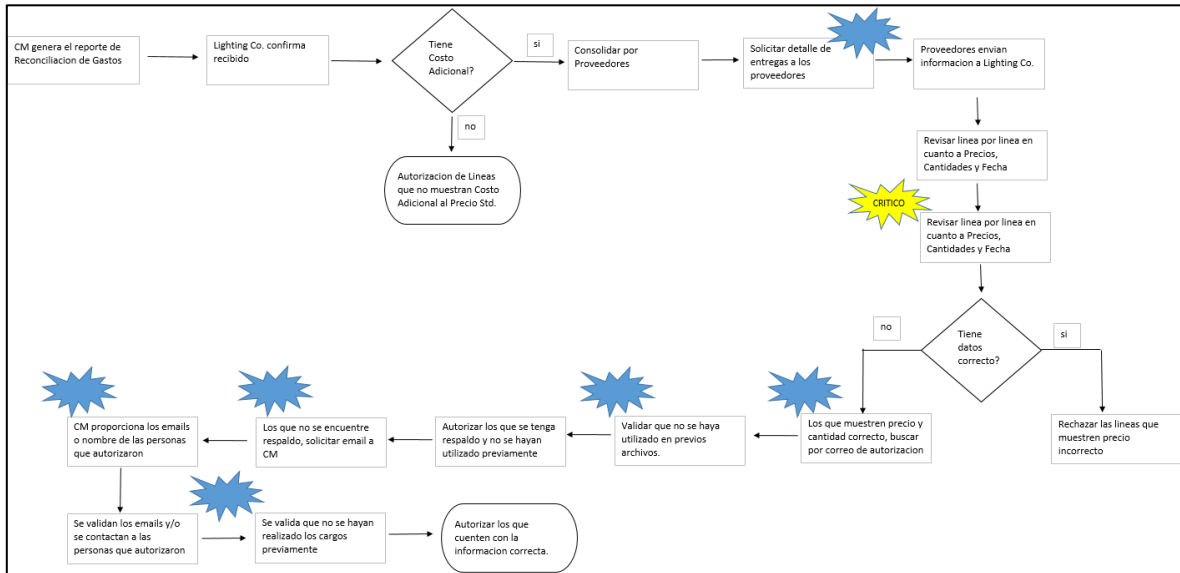 CM genera el reporte de
Reconciliacion de Gastos
Lighting Co. confirma
recibido
Tiene
Costo
Adicional?
si
Consolidar por
Proveedores
Solicitar detalle de
entregas a los
proveedores
Proveedores envian
informacion a Lighting Co.
no
Autorizacion de Lineas
que no muestran Costo
Adicional al Precio Std.
Revisar linea por linea en
cuanto a Precios,
Cantidades y Fecha
CRITICO
Revisar linea por linea en
cuanto a Precios,
Cantidades y Fecha
no
Tiene
datos
correcto?
si
CM proporciona los emails
o nombre de las personas
que autorizaron
Los que no se encuentre
respaldo, solicitar email a
CM
Autorizar los que se tenga
respaldo y no se hayan
utilizado previamente
Validar que no se haya
utilizado en previos
archivos.
Los que muestren precio y
cantidad correcto, buscar
por correo de autorizacion
Rechazar las lineas que
muestren precio
incorrecto
Se validan los emails y/o
se contactan a las
personas que autorizaron
Se valida que no se hayan
realizado los cargos
previamente
Autorizar los que
cuenten con la
informacion correcta.